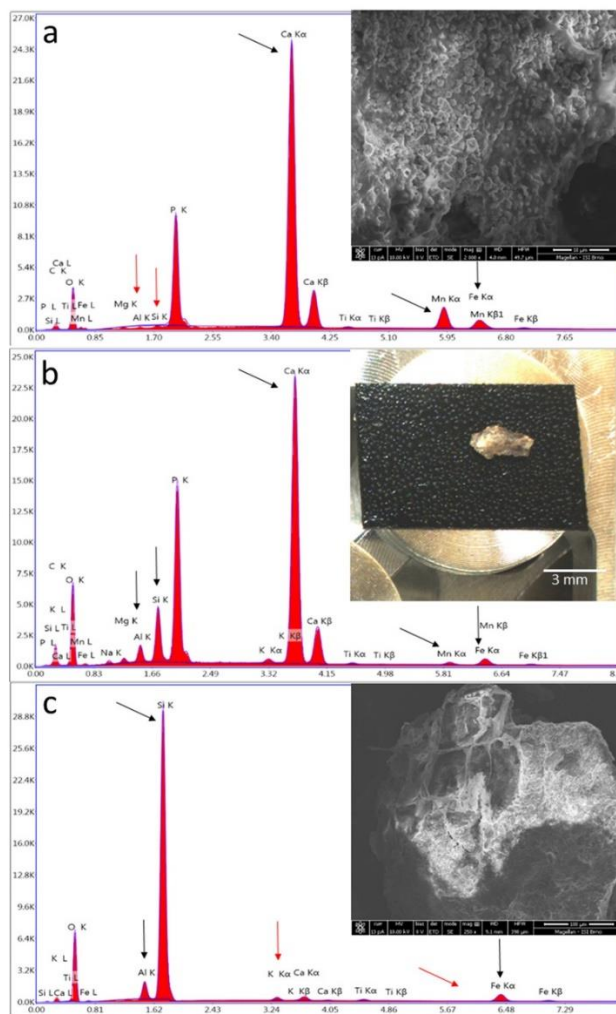 a
27.0K
24.3K
21.6K
18.9K
16.2K
13.5K
10.8K
5.4K
2.7K
0.0K
Ca Kα
P K
Ca L
C K
O K
P L Ti L Fe L
Si L Mn L
Mg K
Al K Si K
Ca Kβ
Ti Kα Ti Kβ
Mn Kα
Fe Kα
Mn Kβ1
Fe Kβ
0.00 0.85 1.70 2.55 3.40 4.25 5.10 5.95 6.80 7.65
Magellan - ISI Brno
b
25.0K
22.5K
20.0K
17.5K
15.0K
12.5K
10.0K
7.5K
5.0K
2.5K
0.0K
Ca Kα
P K
C K
O K
K L
Si L Ti L Mn L
P L Ca L Fe L
Na K
Mg K
Al K
Si K
K Kα
K Kβ
Ca Kβ
Ti Kα Ti Kβ
Mn Kα
Mn Kβ
Fe Kα
Fe Kβ1
0.00 0.83 1.66 2.49 3.32 4.15 4.98 5.81 6.64 7.47
3 mm
c
28.8K
25.6K
22.4K
19.2K
16.0K
12.8K
9.6K
6.4K
3.2K
0.0K
Si K
O K
K L
Ti L
Si L Ca L Fe L
Al K
K Kα Ca Kα
K Kβ
Ca Kβ
Ti Kα Ti Kβ
Fe Kα
Fe Kβ
0.00 0.81 1.62 2.43 3.24 4.05 4.86 5.67 6.48 7.29
Magellan - ISI Brno